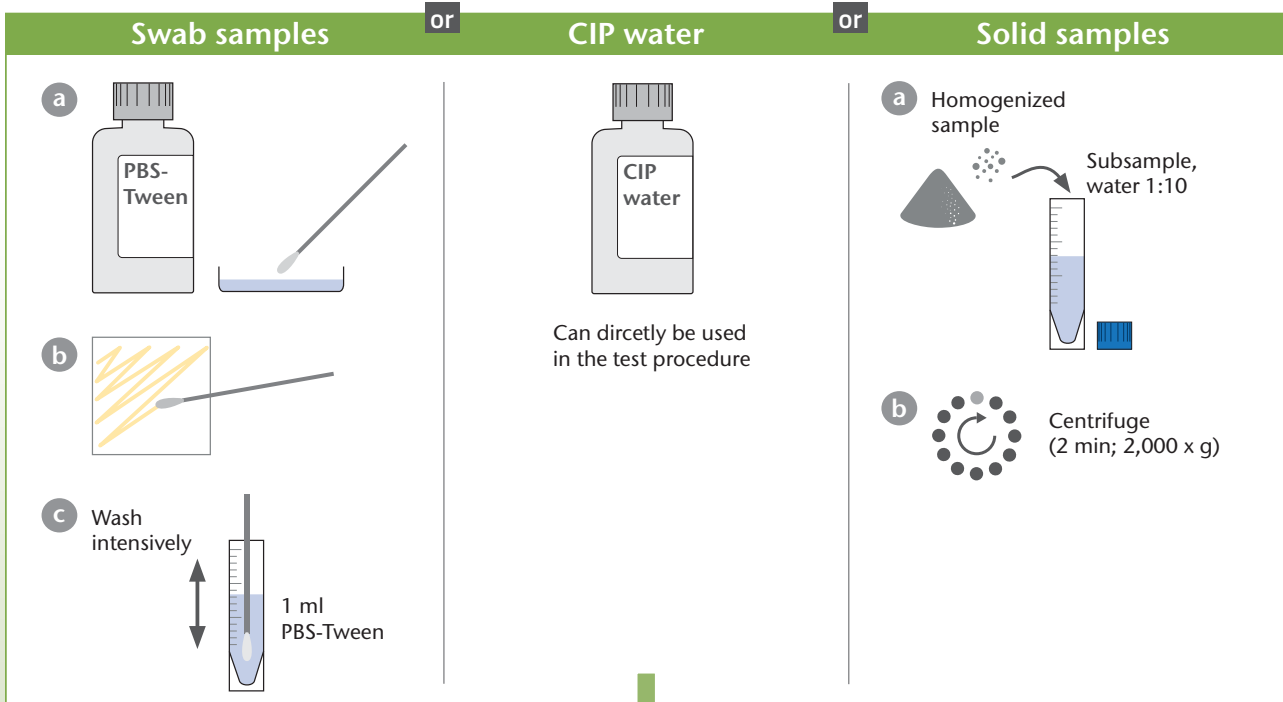 Swab samples
or
CIP water
or
Solid samples
a
PBS-
Tween
b
c
Wash
intensively
1 ml
PBS-Tween
CIP
water
Can dircetly be used
in the test procedure
a
Homogenized
sample
Subsample,
water 1:10
b
Centrifuge
(2 min; 2,000 x g)